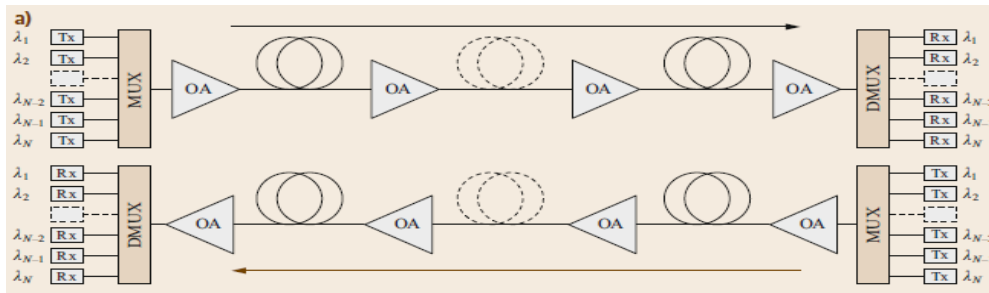 a)
λ1 Tx Rx λ1
λ2 Tx Rx λ2
MUX OA OA OA OA DMUX
λN–2 Tx Rx
λN–1 Tx Rx
λN Tx Rx λN
λ1 Rx Tx λ1
λ2 Rx Tx λ2
DMUX OA OA OA OA MUX
λN–2 Rx Tx
λN–1 Rx Tx
λN Rx Tx λN